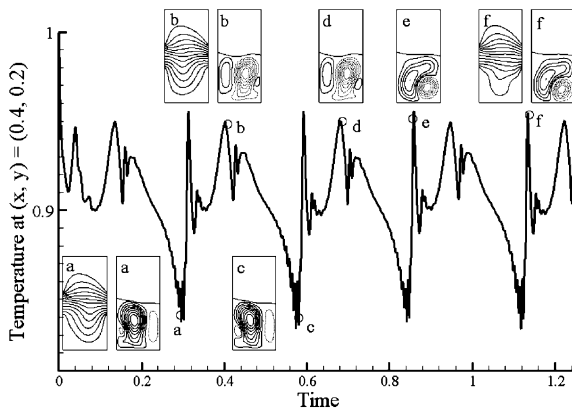 b
b
d
e
f
f
1
b
d
e
f
0.9
Temperature at (x, y) = (0.4, 0.2)
a
a
c
a
c
0
0.2
0.4
0.6
0.8
1
1.2
Time